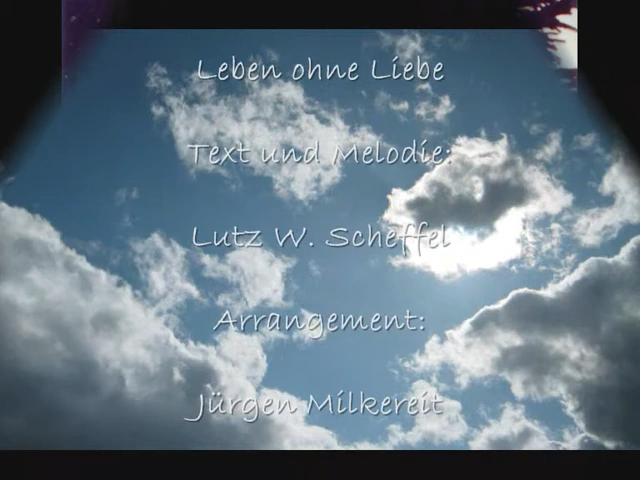 Leben ohne Liebe
Text und Melodie:
Lutz W. Scheffel
Arrangement:
Jürgen Milkereit